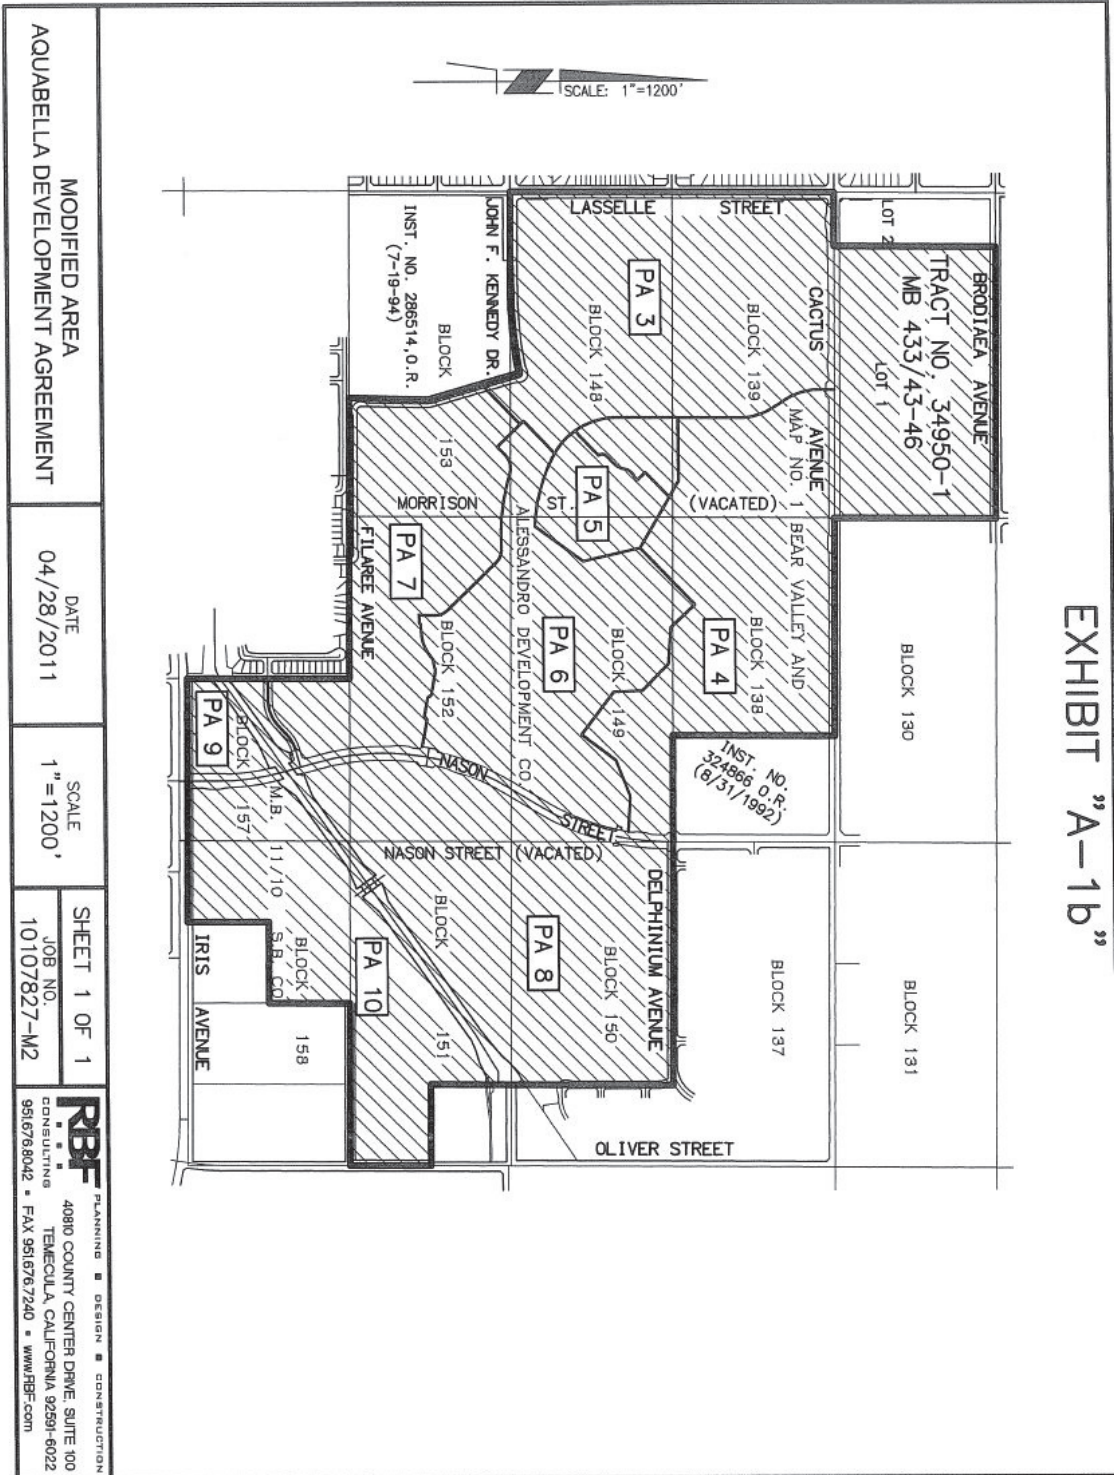 EXHIBIT "A-1b"
SCALE: 1"=1200'
BRODIAEA AVENUE
TRACT NO. 34950-1
MB 433/43-46
LOT 2
LOT 1
BLOCK 130
BLOCK 131
CACTUS AVENUE
MAP NO. 1 BEAR VALLEY AND
STREET
LASSELLE
BLOCK 139
(VACATED)
BLOCK 138
PA 4
INST. NO.
324866 O.R.
(8/31/1992)
BLOCK 137
PA 3
BLOCK 148
PA 5
BLOCK 149
PA 6
ST.
ALESSANDRO DEVELOPMENT CO.
DELPHINIUM AVENUE
BLOCK 150
PA 8
OLIVER STREET
JOHN F. KENNEDY DR.
BLOCK
INST. NO. 286514,O.R.
(7-19-94)
153
MORRISON
PA 7
FILAREE AVENUE
BLOCK 152
NASON
STREET
NASON STREET (VACATED)
BLOCK
151
PA 10
PA 9
BLOCK
157
M.B. 11/10 S.B. CO.
BLOCK
158
IRIS AVENUE
MODIFIED AREA
AQUABELLA DEVELOPMENT AGREEMENT
DATE
04/28/2011
SCALE
1"=1200'
SHEET 1 OF 1
JOB NO.
10107827-M2
RBF
CONSULTING
PLANNING ■ DESIGN ■ CONSTRUCTION
40810 COUNTY CENTER DRIVE, SUITE 100
TEMECULA, CALIFORNIA 92591-6022
951.676.8042 ▪ FAX 951.676.7240 ▪ www.RBF.com